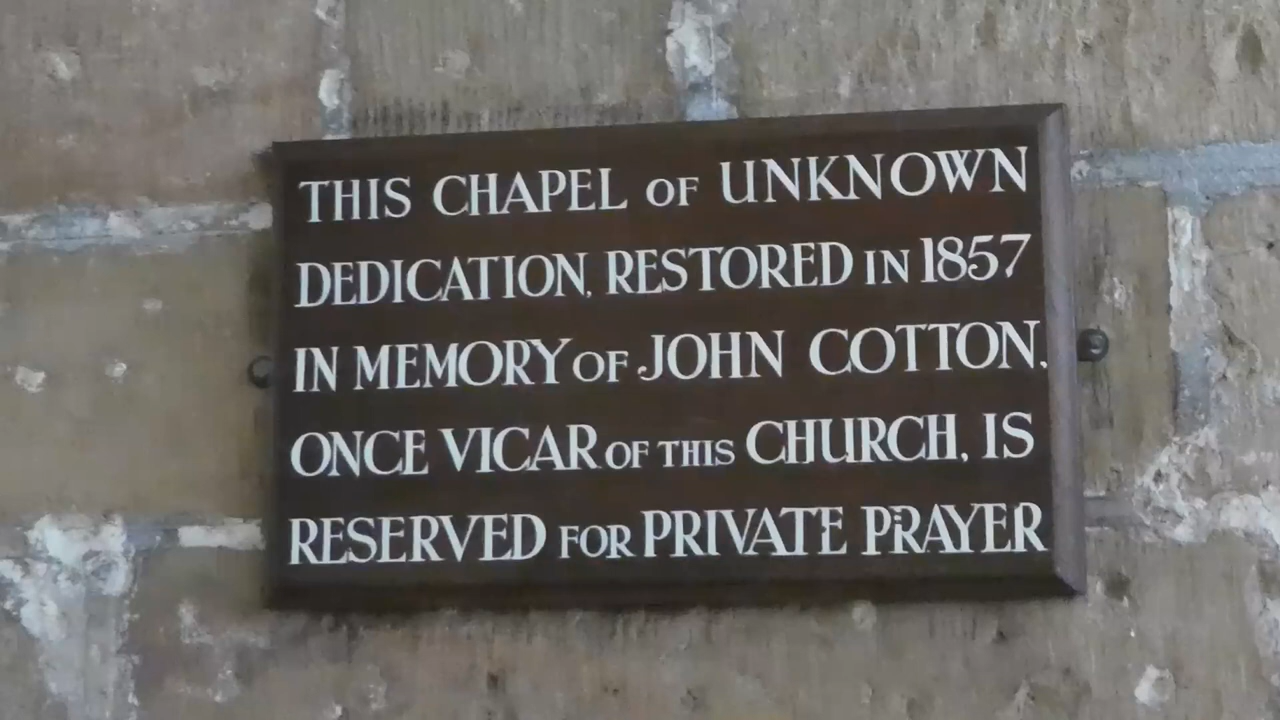 THIS CHAPEL OF UNKNOWN
DEDICATION, RESTORED IN 1857
IN MEMORY OF JOHN COTTON,
ONCE VICAR OF THIS CHURCH, IS
RESERVED FOR PRIVATE PRAYER